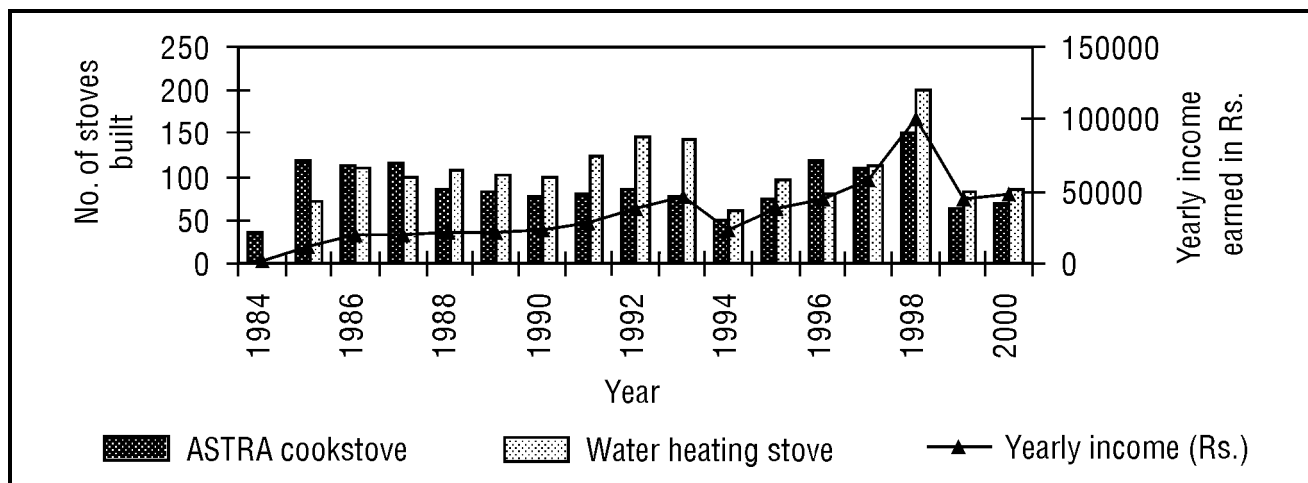 No. of stoves
built
250
200
150
100
50
0
150000
100000
50000
0
Yearly income
earned in Rs.
1984
1986
1988
1990
1992
1994
1996
1998
2000
Year
ASTRA cookstove
Water heating stove
Yearly income (Rs.)